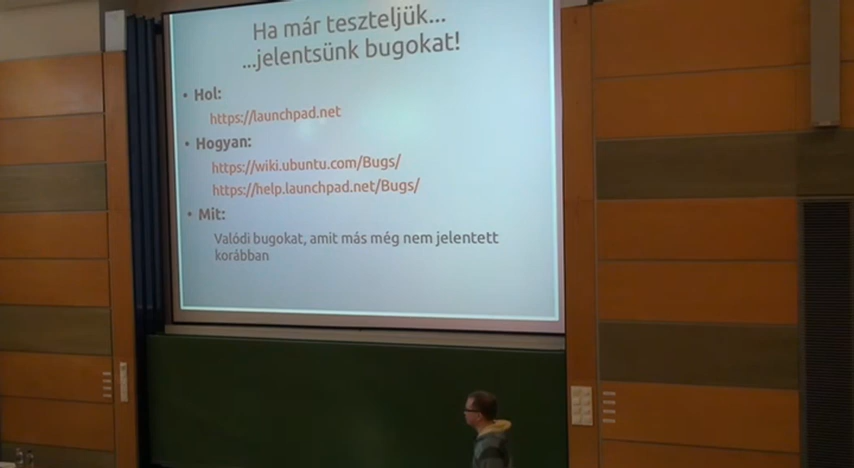 Ha már teszteljük...
...jelentsünk bugokat!
• Hol:
https://launchpad.net
• Hogyan:
https://wiki.ubuntu.com/Bugs/
https://help.launchpad.net/Bugs/
• Mit:
Valódi bugokat, amit más még nem jelentett
korábban